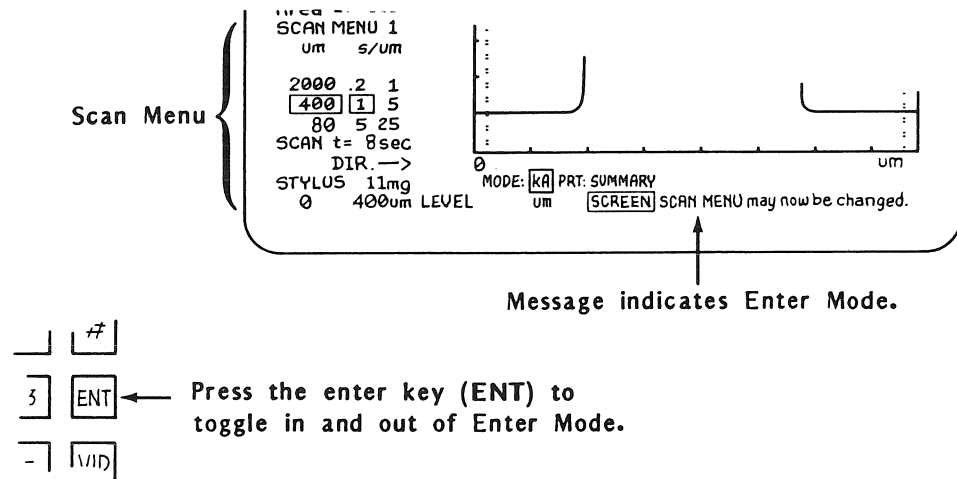 SCAN MENU 1
um s/um
2000 .2 1
400 1 5
80 5 25
SCAN t= 8sec
DIR. —>
STYLUS 11mg
0 400um LEVEL
Scan Menu
0 um
MODE: kA PRT: SUMMARY
um SCREEN SCAN MENU may now be changed.
Message indicates Enter Mode.
#
3 ENT
Press the enter key (ENT) to
toggle in and out of Enter Mode.
- VID